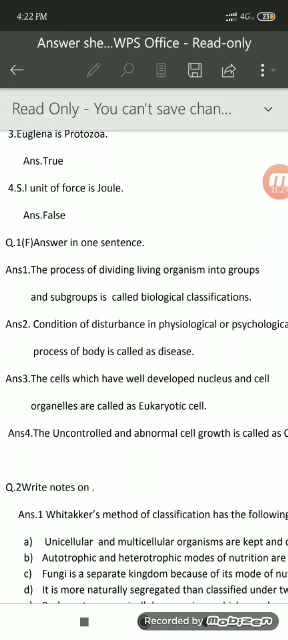 4:22 PM
4G
23
Answer she...WPS Office - Read-only
Read Only - You can't save chan...
3.Euglena is Protozoa.
Ans.True
4.S.I unit of force is Joule.
Ans.False
Q.1(F)Answer in one sentence.
Ans1.The process of dividing living organism into groups
and subgroups is called biological classifications.
Ans2. Condition of disturbance in physiological or psychologica
process of body is called as disease.
Ans3.The cells which have well developed nucleus and cell
organelles are called as Eukaryotic cell.
Ans4.The Uncontrolled and abnormal cell growth is called as C
Q.2Write notes on .
Ans.1 Whitakker's method of classification has the following
a) Unicellular and multicellular organisms are kept and
b) Autotrophic and heterotrophic modes of nutrition are
c) Fungi is a separate kingdom because of its mode of nu
d) It is more naturally segregated than classified under tw
Recorded by Mobizen